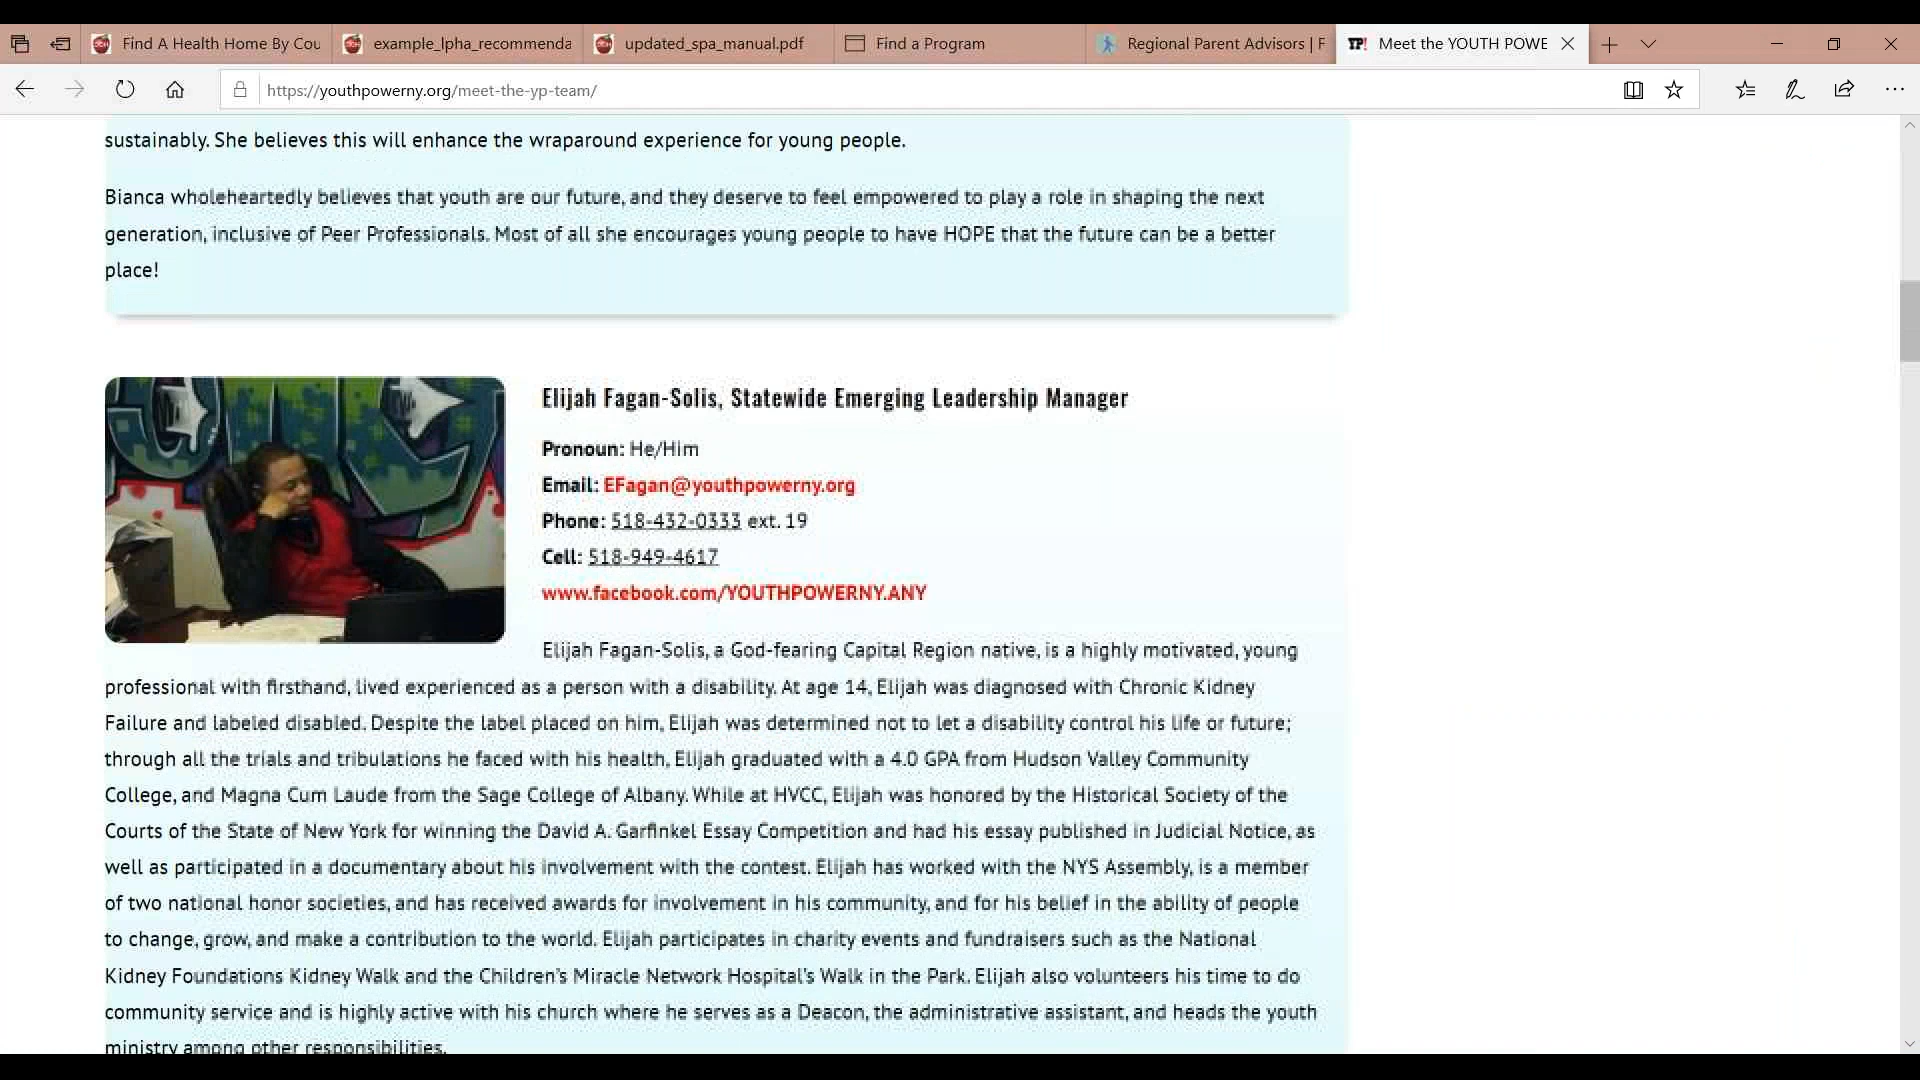 Find A Health Home By Cou
example_lpha_recommenda
updated_spa_manual.pdf
Find a Program
Regional Parent Advisors | F
YP! Meet the YOUTH POWE
https://youthpowerny.org/meet-the-yp-team/
sustainably. She believes this will enhance the wraparound experience for young people.
Bianca wholeheartedly believes that youth are our future, and they deserve to feel empowered to play a role in shaping the next
generation, inclusive of Peer Professionals. Most of all she encourages young people to have HOPE that the future can be a better
place!
Elijah Fagan-Solis, Statewide Emerging Leadership Manager
Pronoun: He/Him
Email: EFagan@youthpowerny.org
Phone: 518-432-0333 ext. 19
Cell: 518-949-4617
www.facebook.com/YOUTHPOWERNY.ANY
Elijah Fagan-Solis, a God-fearing Capital Region native, is a highly motivated, young
professional with firsthand, lived experienced as a person with a disability. At age 14, Elijah was diagnosed with Chronic Kidney
Failure and labeled disabled. Despite the label placed on him, Elijah was determined not to let a disability control his life or future;
through all the trials and tribulations he faced with his health, Elijah graduated with a 4.0 GPA from Hudson Valley Community
College, and Magna Cum Laude from the Sage College of Albany. While at HVCC, Elijah was honored by the Historical Society of the
Courts of the State of New York for winning the David A. Garfinkel Essay Competition and had his essay published in Judicial Notice, as
well as participated in a documentary about his involvement with the contest. Elijah has worked with the NYS Assembly, is a member
of two national honor societies, and has received awards for involvement in his community, and for his belief in the ability of people
to change, grow, and make a contribution to the world. Elijah participates in charity events and fundraisers such as the National
Kidney Foundations Kidney Walk and the Children's Miracle Network Hospital's Walk in the Park. Elijah also volunteers his time to do
community service and is highly active with his church where he serves as a Deacon, the administrative assistant, and heads the youth
ministry among other responsibilities.